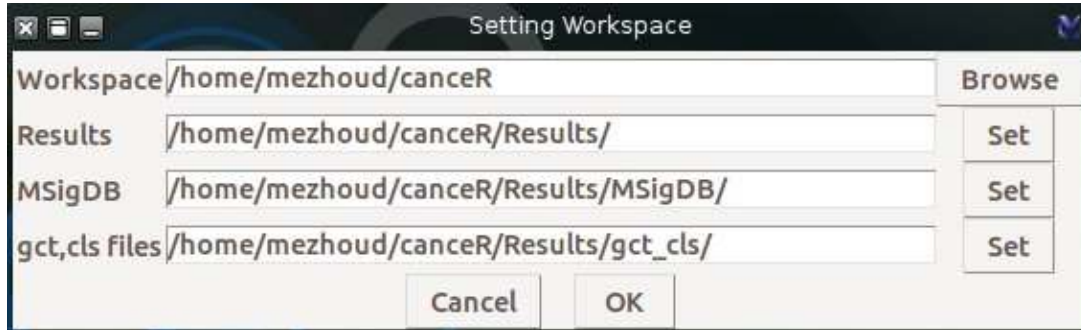 Setting Workspace
Workspace /home/mezhoud/canceR Browse
Results /home/mezhoud/canceR/Results/ Set
MSigDB /home/mezhoud/canceR/Results/MSigDB/ Set
gct,cls files /home/mezhoud/canceR/Results/gct_cls/ Set
Cancel OK